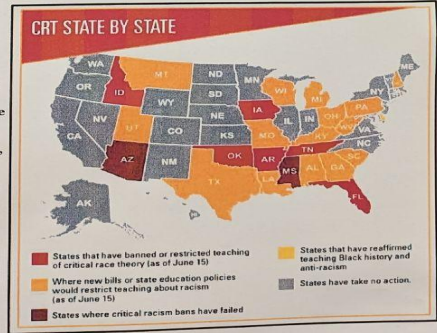 CRT STATE BY STATE
WA
MT
ND
MN
ME
OR
ID
SD
WI
MI
NY
WY
IA
NE
PA
NV
UT
IL
IN
OH
CO
KS
MO
KY
WV
VA
CA
NC
TN
AZ
NM
OK
AR
SC
MS
AL
GA
TX
LA
AK
FL
States that have banned or restricted teaching
of critical race theory (as of June 15)
Where new bills or state education policies
would restrict teaching about racism
(as of June 15)
States where critical racism bans have failed
States that have reaffirmed
teaching Black history and
anti-racism
States have take no action.